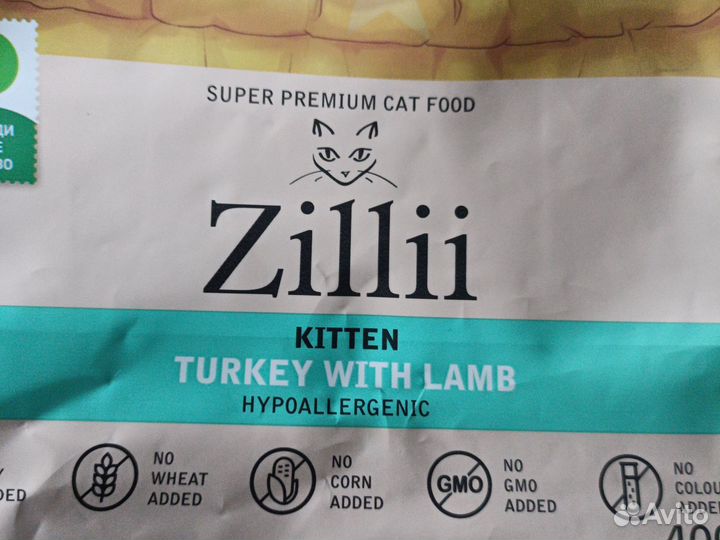 SUPER PREMIUM CAT FOOD
Zillii
KITTEN
TURKEY WITH LAMB
HYPOALLERGENIC
NO
WHEAT
ADDED
NO
CORN
ADDED
GMO
NO
GMO
ADDED
NO
ADDED
Avito